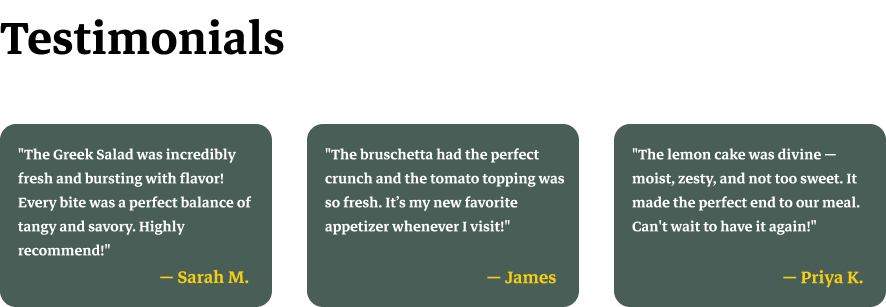 Testimonials
"The Greek Salad was incredibly
fresh and bursting with flavor!
Every bite was a perfect balance of
tangy and savory. Highly
recommend!"
— Sarah M.
"The bruschetta had the perfect
crunch and the tomato topping was
so fresh. It’s my new favorite
appetizer whenever I visit!"
— James
"The lemon cake was divine —
moist, zesty, and not too sweet. It
made the perfect end to our meal.
Can't wait to have it again!"
— Priya K.